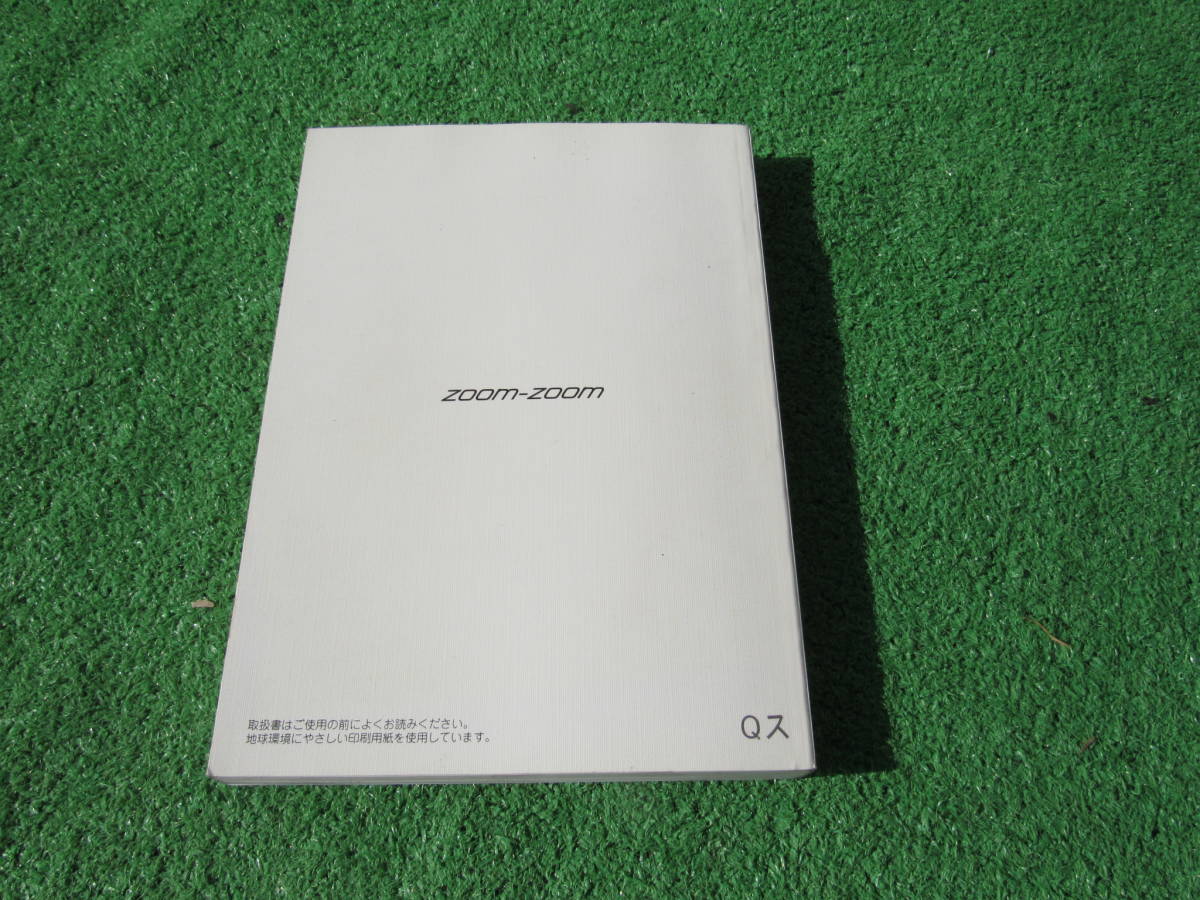 zoom-zoom
取扱書はご使用の前によくお読みください。
地球環境にやさしい印刷用紙を使用しています。
Qス